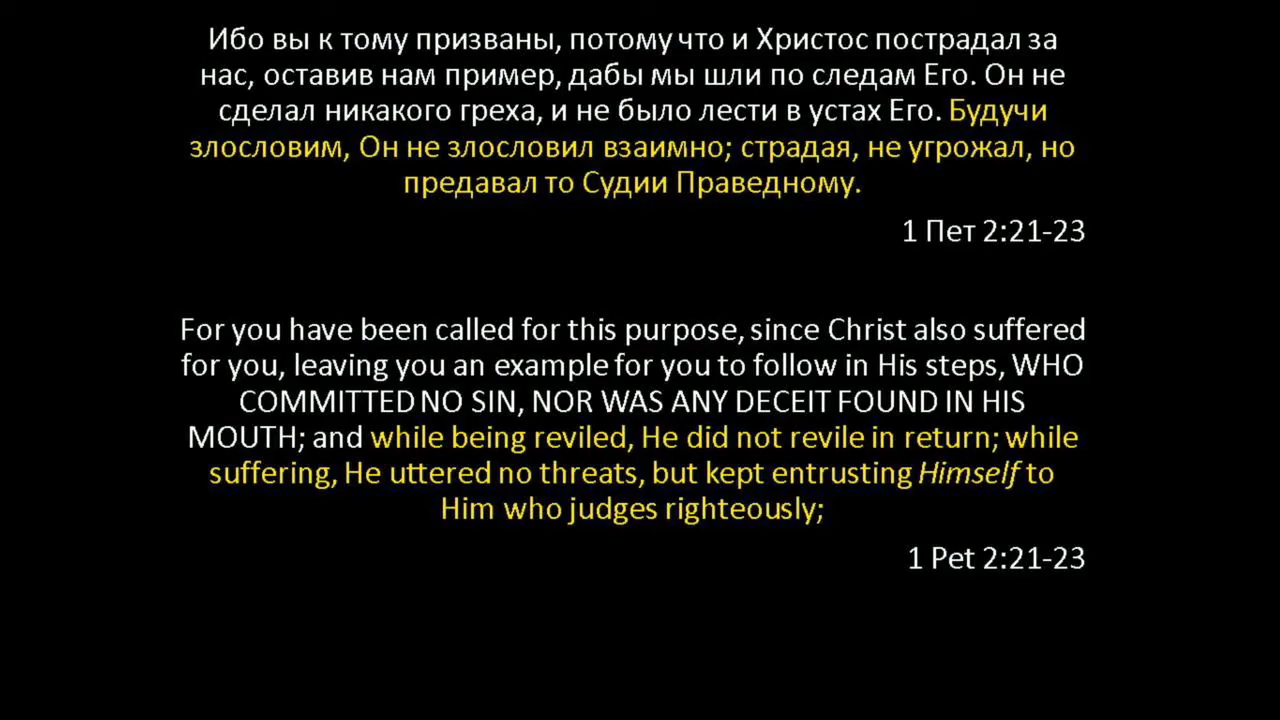 Ибо вы к тому призваны, потому что и Христос пострадал за
нас, оставив нам пример, дабы мы шли по следам Его. Он не
сделал никакого греха, и не было лести в устах Его. Будучи
злословим, Он не злословил взаимно; страдая, не угрожал, но
предавал то Судии Праведному.
1 Пет 2:21-23
For you have been called for this purpose, since Christ also suffered
for you, leaving you an example for you to follow in His steps, WHO
COMMITTED NO SIN, NOR WAS ANY DECEIT FOUND IN HIS
MOUTH; and while being reviled, He did not revile in return; while
suffering, He uttered no threats, but kept entrusting Himself to
Him who judges righteously;
1 Pet 2:21-23